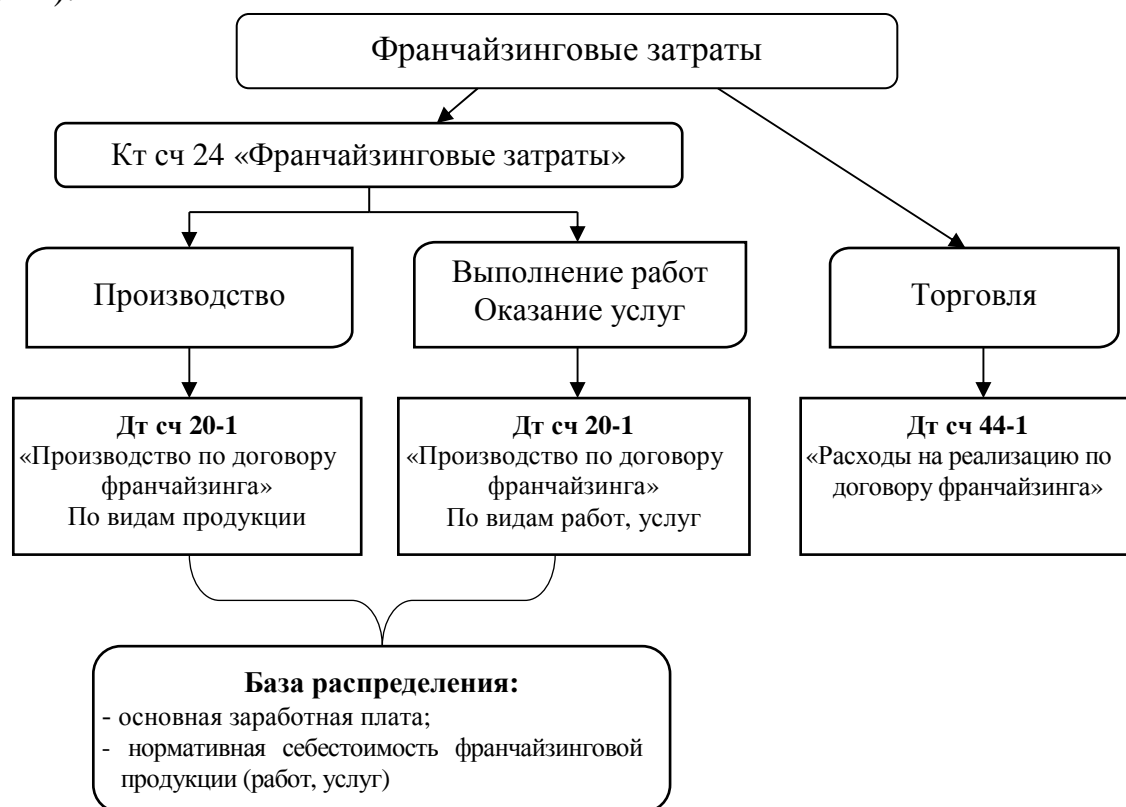 Франчайзинговые затраты
Кт сч 24 «Франчайзинговые затраты»
Производство
Выполнение работ
Оказание услуг
Торговля
Дт сч 20-1
«Производство по договору
франчайзинга»
По видам продукции
Дт сч 20-1
«Производство по договору
франчайзинга»
По видам работ, услуг
Дт сч 44-1
«Расходы на реализацию по
договору франчайзинга»
База распределения:
- основная заработная плата;
- нормативная себестоимость франчайзинговой
продукции (работ, услуг)